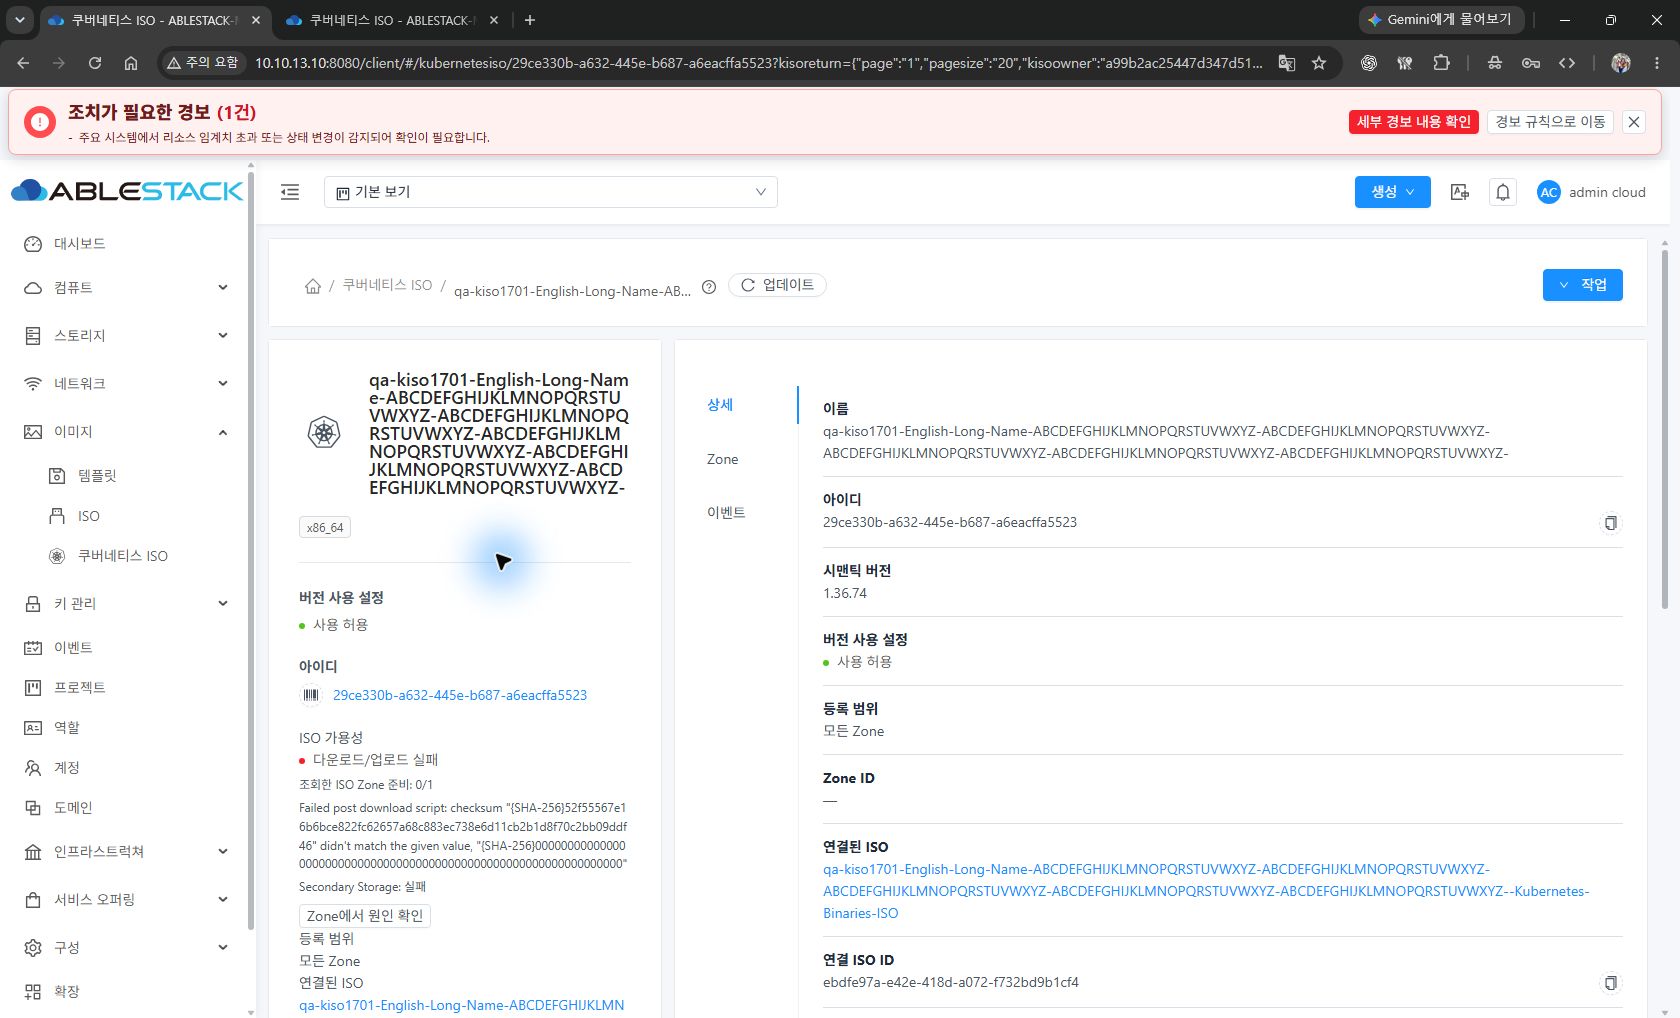 쿠버네티스 ISO - ABLESTACK-
쿠버네티스 ISO - ABLESTACK-
Gemini에게 물어보기
주의 요함
10.10.13.10:8080/client/#/kubernetesiso/29ce330b-a632-445e-b687-a6eacffa5523?kisoreturn={"page":"1","pagesize":"20","kisoowner":"a99b2ac25447d347d51...
조치가 필요한 경보 (1건)
- 주요 시스템에서 리소스 임계치 초과 또는 상태 변경이 감지되어 확인이 필요합니다.
세부 경보 내용 확인
경보 규칙으로 이동
ABLESTACK
기본 보기
생성
AC
admin cloud
대시보드
컴퓨트
스토리지
네트워크
이미지
템플릿
ISO
쿠버네티스 ISO
키 관리
이벤트
프로젝트
역할
계정
도메인
인프라스트럭쳐
서비스 오퍼링
구성
확장
/ 쿠버네티스 ISO / qa-kiso1701-English-Long-Name-AB...
업데이트
작업
qa-kiso1701-English-Long-Nam
e-ABCDEFGHIJKLMNOPQRSTU
VWXYZ-ABCDEFGHIJKLMNOPQ
RSTUVWXYZ-ABCDEFGHIJKLM
NOPQRSTUVWXYZ-ABCDEFGHI
JKLMNOPQRSTUVWXYZ-ABCD
EFGHIJKLMNOPQRSTUVWXYZ-
x86_64
버전 사용 설정
사용 허용
아이디
29ce330b-a632-445e-b687-a6eacffa5523
ISO 가용성
다운로드/업로드 실패
조회한 ISO Zone 준비: 0/1
Failed post download script: checksum "{SHA-256}52f55567e1
6b6bce822fc62657a68c883ec738e6d11cb2b1d8f70c2bb09ddf
46" didn't match the given value, "{SHA-256}00000000000000
00000000000000000000000000000000000000000000000000"
Secondary Storage: 실패
Zone에서 원인 확인
등록 범위
모든 Zone
연결된 ISO
qa-kiso1701-English-Long-Name-ABCDEFGHIJKLMN
상세
Zone
이벤트
이름
qa-kiso1701-English-Long-Name-ABCDEFGHIJKLMNOPQRSTUVWXYZ-ABCDEFGHIJKLMNOPQRSTUVWXYZ-
ABCDEFGHIJKLMNOPQRSTUVWXYZ-ABCDEFGHIJKLMNOPQRSTUVWXYZ-ABCDEFGHIJKLMNOPQRSTUVWXYZ-
아이디
29ce330b-a632-445e-b687-a6eacffa5523
시맨틱 버전
1.36.74
버전 사용 설정
사용 허용
등록 범위
모든 Zone
Zone ID
—
연결된 ISO
qa-kiso1701-English-Long-Name-ABCDEFGHIJKLMNOPQRSTUVWXYZ-ABCDEFGHIJKLMNOPQRSTUVWXYZ-
ABCDEFGHIJKLMNOPQRSTUVWXYZ-ABCDEFGHIJKLMNOPQRSTUVWXYZ-ABCDEFGHIJKLMNOPQRSTUVWXYZ--Kubernetes-
Binaries-ISO
연결 ISO ID
ebdfe97a-e42e-418d-a072-f732bd9b1cf4